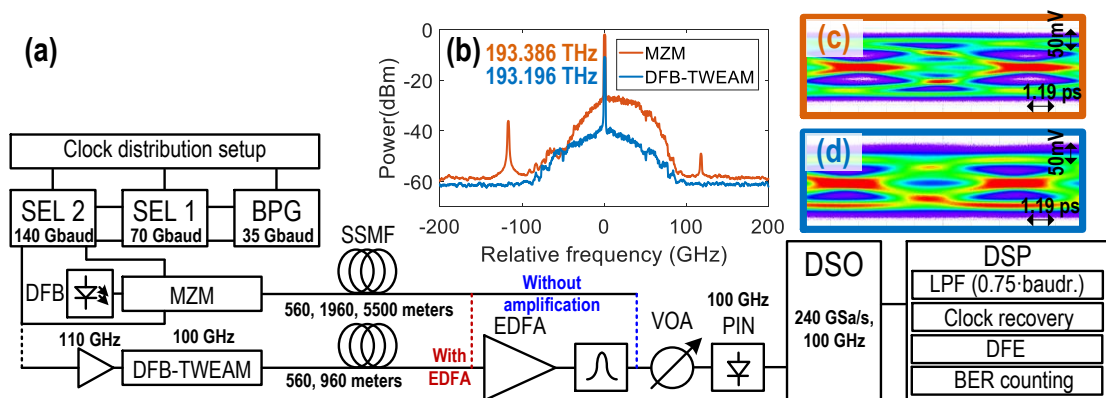 (a)
Clock distribution setup
SEL 2
140 Gbaud
SEL 1
70 Gbaud
BPG
35 Gbaud
DFB
MZM
110 GHz
100 GHz
DFB-TWEAM
SSMF
560, 1960, 5500 meters
560, 960 meters
With
EDFA
Without
amplification
EDFA
VOA
100 GHz
PIN
DSO
240 GSa/s,
100 GHz
DSP
LPF (0.75·baudr.)
Clock recovery
DFE
BER counting
(b)
193.386 THz
193.196 THz
MZM
DFB-TWEAM
Power(dBm)
0
-20
-40
-60
-200
-100
0
100
200
Relative frequency (GHz)
(c)
50mV
1.19 ps
(d)
50mV
1.19 ps